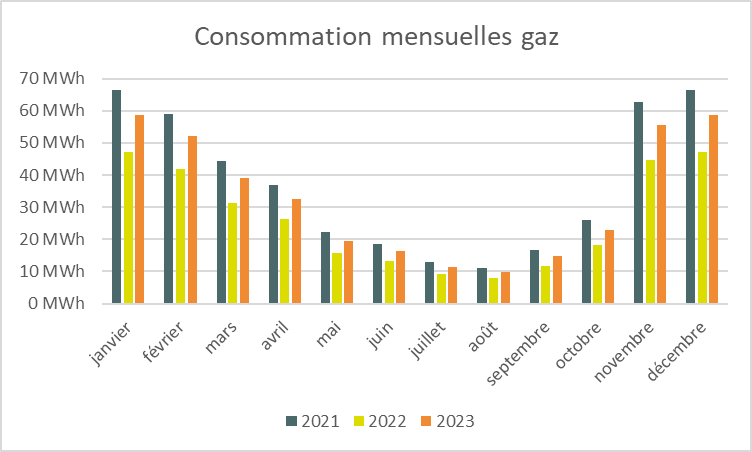 Consommation mensuelles gaz
70 MWh
60 MWh
50 MWh
40 MWh
30 MWh
20 MWh
10 MWh
0 MWh
janvier
février
mars
avril
mai
juin
juillet
août
septembre
octobre
novembre
décembre
2021 2022 2023